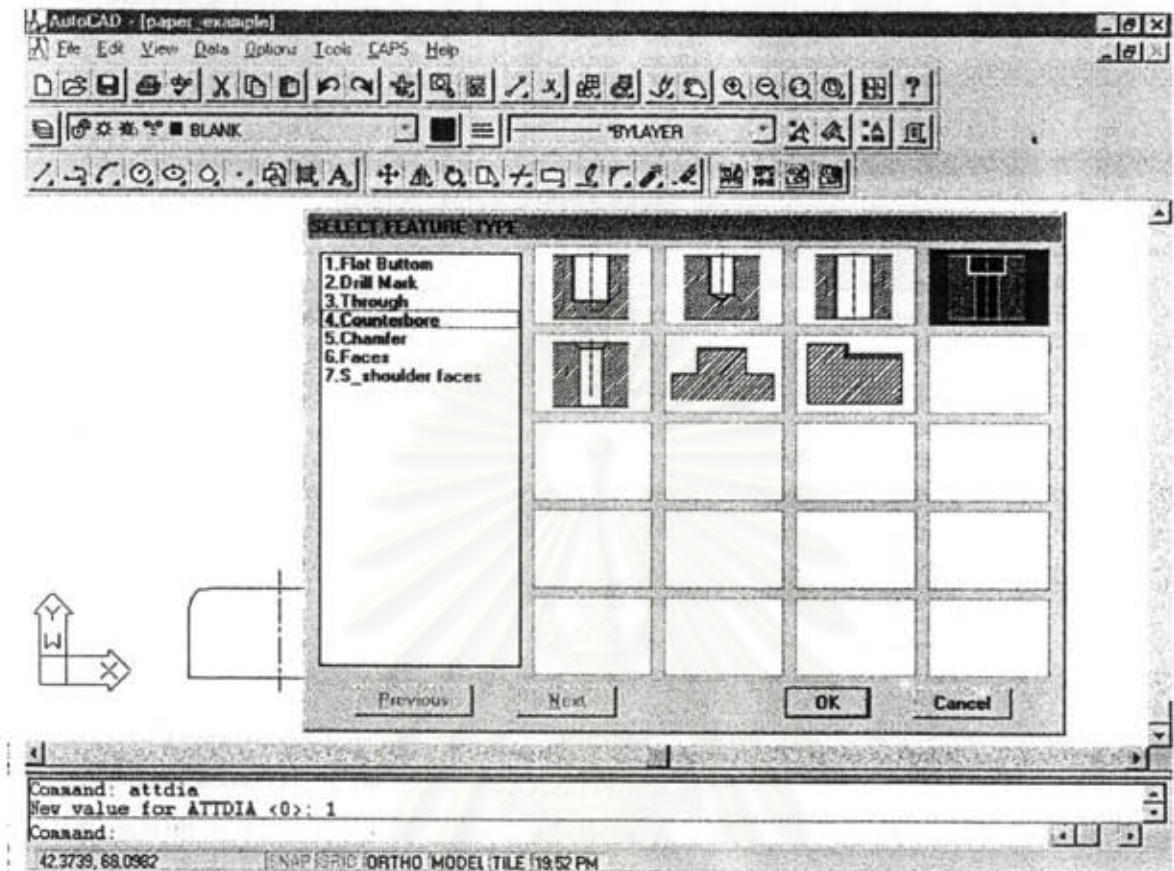 AutoCAD - [paper_example]
File Edit View Data Options Tools CAPS Help
BLANK
BYLAYER
SELECT FEATURE TYPE
1.Flat Buttom
2.Drill Mark
3.Through
4.Counterbore
5.Chamfer
6.Faces
7.S_shoulder faces
Y
W
X
Previous Next OK Cancel
Command: attdia
New value for ATTDIA <0>: 1
Command:
42.3739, 68.0982 SNAP GRID ORTHO MODEL TILE 19:52 PM